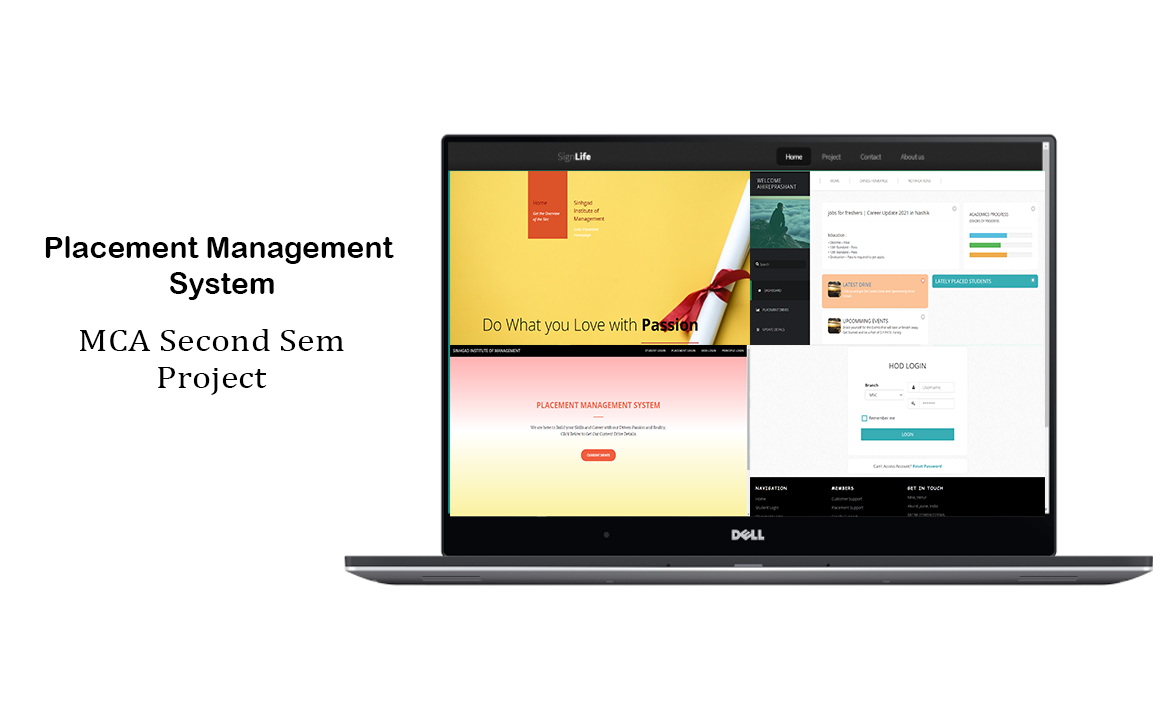 Placement Management
System
MCA Second Sem
Project
SignLife
Home Project Contact About us
Home
Get the Overview
of the Sim
Sinhgad
Institute of
Management
Do What you Love with Passion
WELCOME
AHIREPRASHANT
Search
DASHBOARD
PLACEMENT DRIVES
UPDATE DETAILS
HOME
NOTIFICATIONS
Jobs for freshers | Career Update 2021 in Nashik
Education :
ACADEMICS PROGRESS
LATEST DRIVE
LATELY PLACED STUDENTS
UPCOMMING EVENTS
SINHGAD INSTITUTE OF MANAGEMENT
STUDENT LOGIN PLACEMENT LOGIN HOD LOGIN PRINCIPLE LOGIN
PLACEMENT MANAGEMENT SYSTEM
We are here to Build your Skills and Career with our Drives Passion and Reality.
Click Below to Get Our Current Drive Details
CURRENT DRIVES
HOD LOGIN
Branch
Username
Remember me
LOGIN
Can't Access Account? Reset Password
NAVIGATION
Home
Student Login
MEMBERS
Customer Support
Placement Support
GET IN TOUCH
DELL